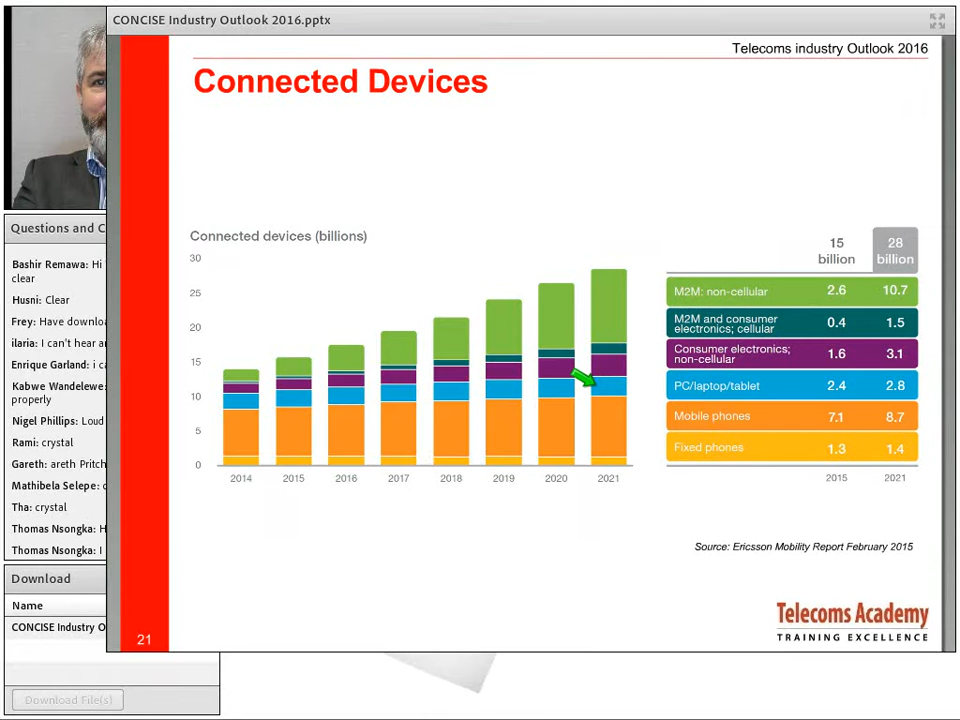 CONCISE Industry Outlook 2016.pptx
Telecoms industry Outlook 2016
Connected Devices
Connected devices (billions)
30
25
20
15
10
5
0
2014 2015 2016 2017 2018 2019 2020 2021
15 billion
28 billion
M2M: non-cellular 2.6 10.7
M2M and consumer
electronics; cellular 0.4 1.5
Consumer electronics;
non-cellular 1.6 3.1
PC/laptop/tablet 2.4 2.8
Mobile phones 7.1 8.7
Fixed phones 1.3 1.4
2015 2021
Source: Ericsson Mobility Report February 2015
Telecoms Academy
TRAINING EXCELLENCE
21
Questions and C
Bashir Remawa: Hi
clear
Husni: Clear
Frey: Have downlo
ilaria: I can't hear a
Enrique Garland: i c
Kabwe Wandelewe:
properly
Nigel Phillips: Loud
Rami: crystal
Gareth: areth Pritch
Mathibela Selepe:
Tha: crystal
Thomas Nsongka: H
Thomas Nsongka: I
Download
Name
CONCISE Industry O
Download File(s)